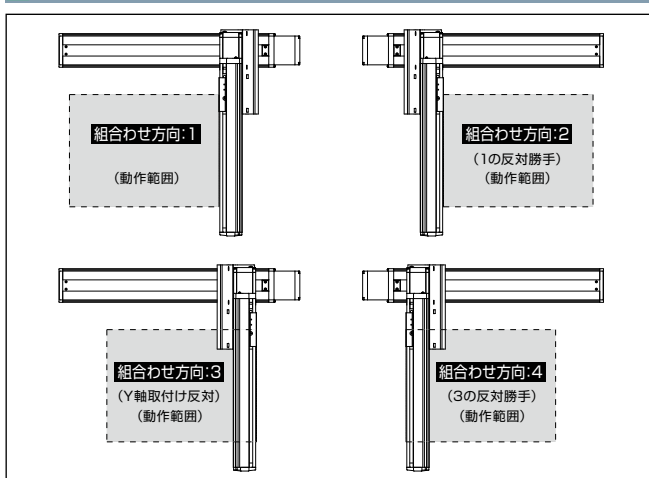 組合わせ方向:1
(動作範囲)
組合わせ方向:2
(1の反対勝手)
(動作範囲)
組合わせ方向:3
(Y軸取付け反対)
(動作範囲)
組合わせ方向:4
(3の反対勝手)
(動作範囲)